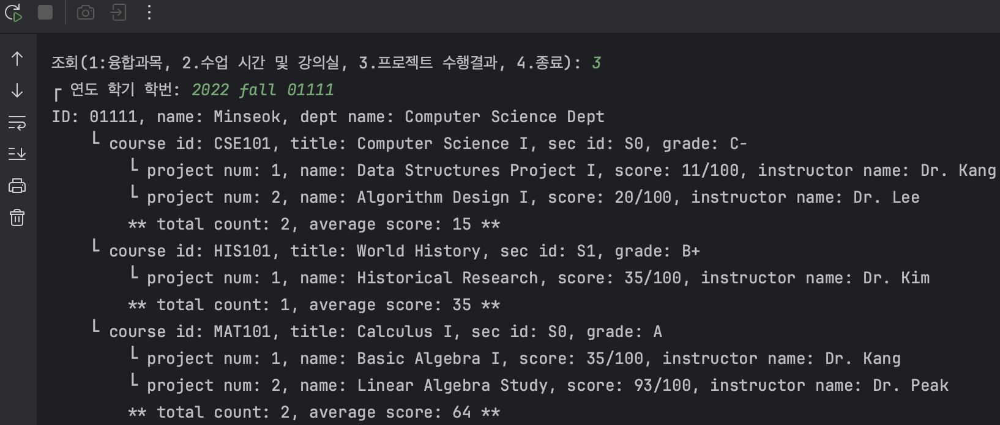 조회(1:융합과목, 2.수업 시간 및 강의실, 3.프로젝트 수행결과, 4.종료): 3
┌ 연도 학기 학번: 2022 fall 01111
ID: 01111, name: Minseok, dept name: Computer Science Dept
└ course id: CSE101, title: Computer Science I, sec id: S0, grade: C-
└ project num: 1, name: Data Structures Project I, score: 11/100, instructor name: Dr. Kang
└ project num: 2, name: Algorithm Design I, score: 20/100, instructor name: Dr. Lee
** total count: 2, average score: 15 **
└ course id: HIS101, title: World History, sec id: S1, grade: B+
└ project num: 1, name: Historical Research, score: 35/100, instructor name: Dr. Kim
** total count: 1, average score: 35 **
└ course id: MAT101, title: Calculus I, sec id: S0, grade: A
└ project num: 1, name: Basic Algebra I, score: 35/100, instructor name: Dr. Kang
└ project num: 2, name: Linear Algebra Study, score: 93/100, instructor name: Dr. Peak
** total count: 2, average score: 64 **